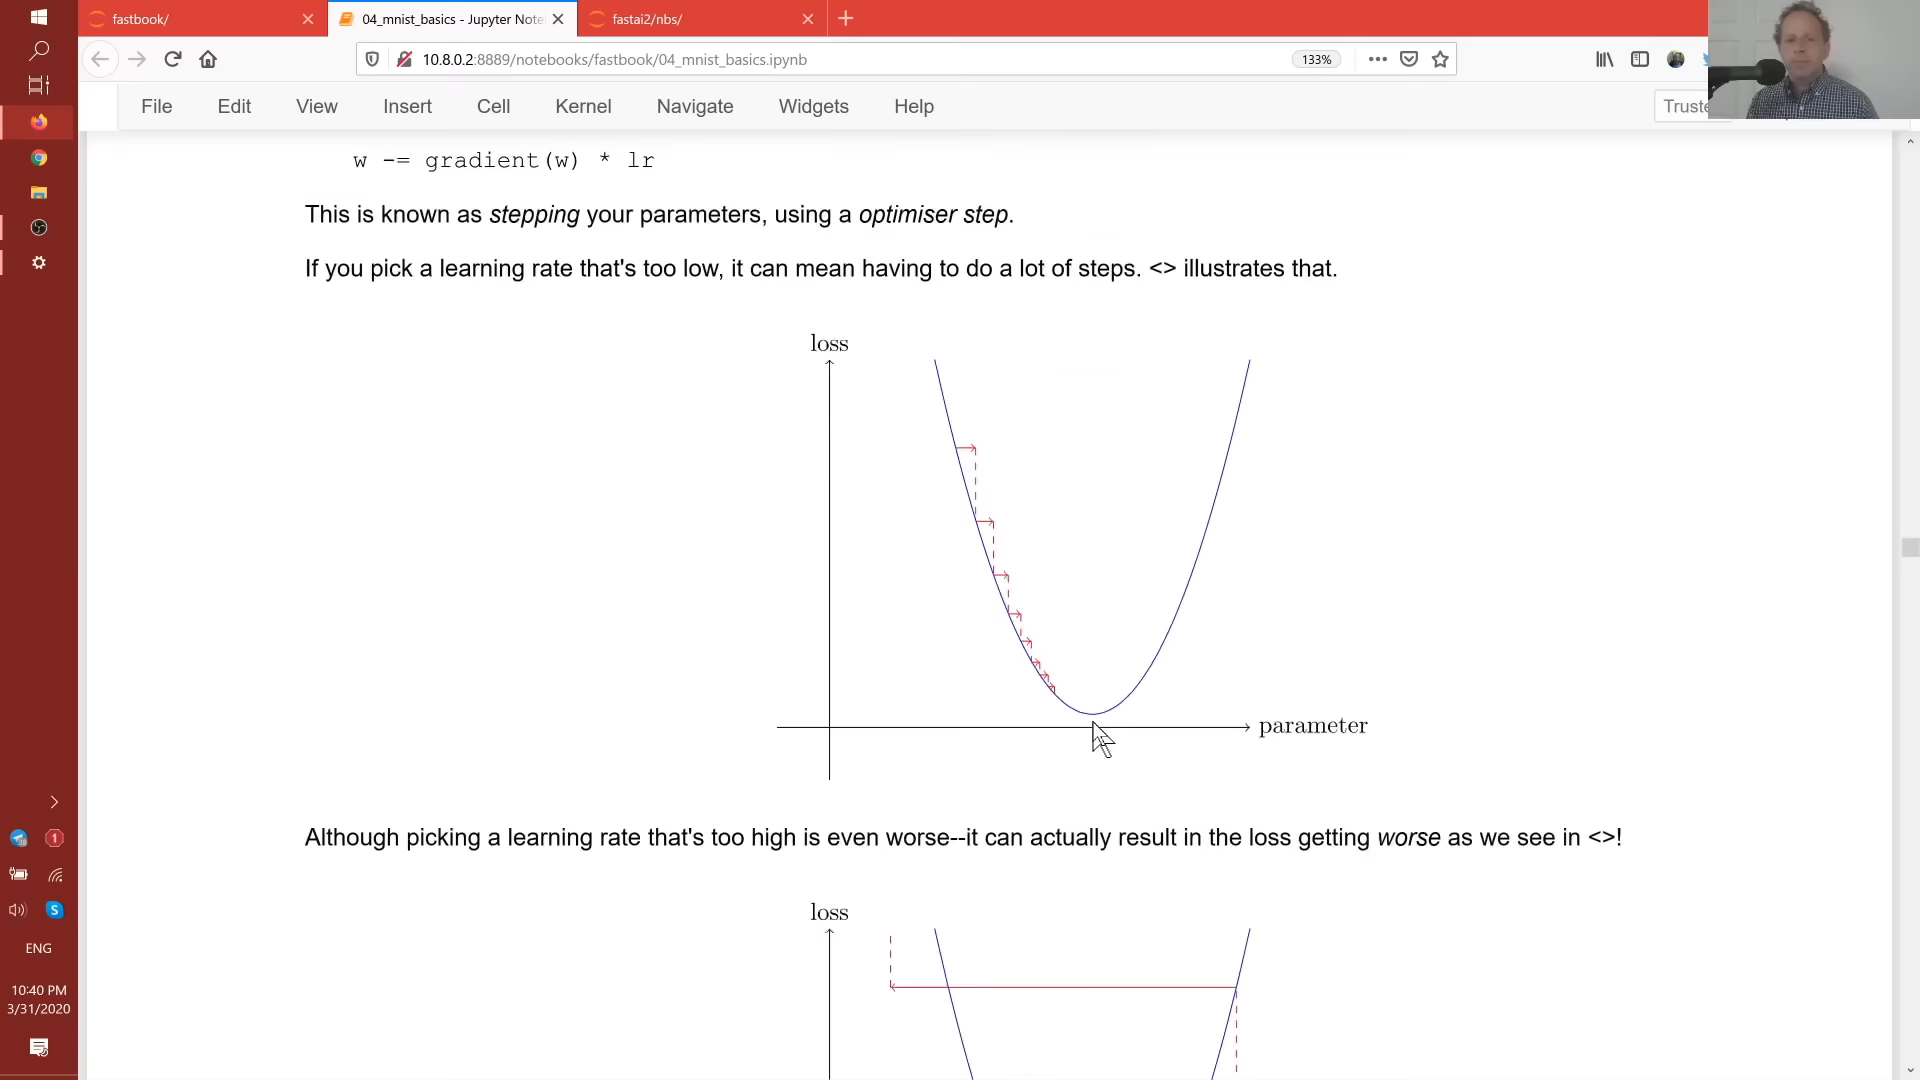 fastbook/
04_mnist_basics - Jupyter Note
fastai2/nbs/
10.8.0.2:8889/notebooks/fastbook/04_mnist_basics.ipynb
133%
File Edit View Insert Cell Kernel Navigate Widgets Help
Truste
w -= gradient(w) * lr
This is known as stepping your parameters, using a optimiser step.
If you pick a learning rate that's too low, it can mean having to do a lot of steps. <> illustrates that.
loss
parameter
Although picking a learning rate that's too high is even worse--it can actually result in the loss getting worse as we see in <>!
loss
1
S
ENG
10:40 PM
3/31/2020